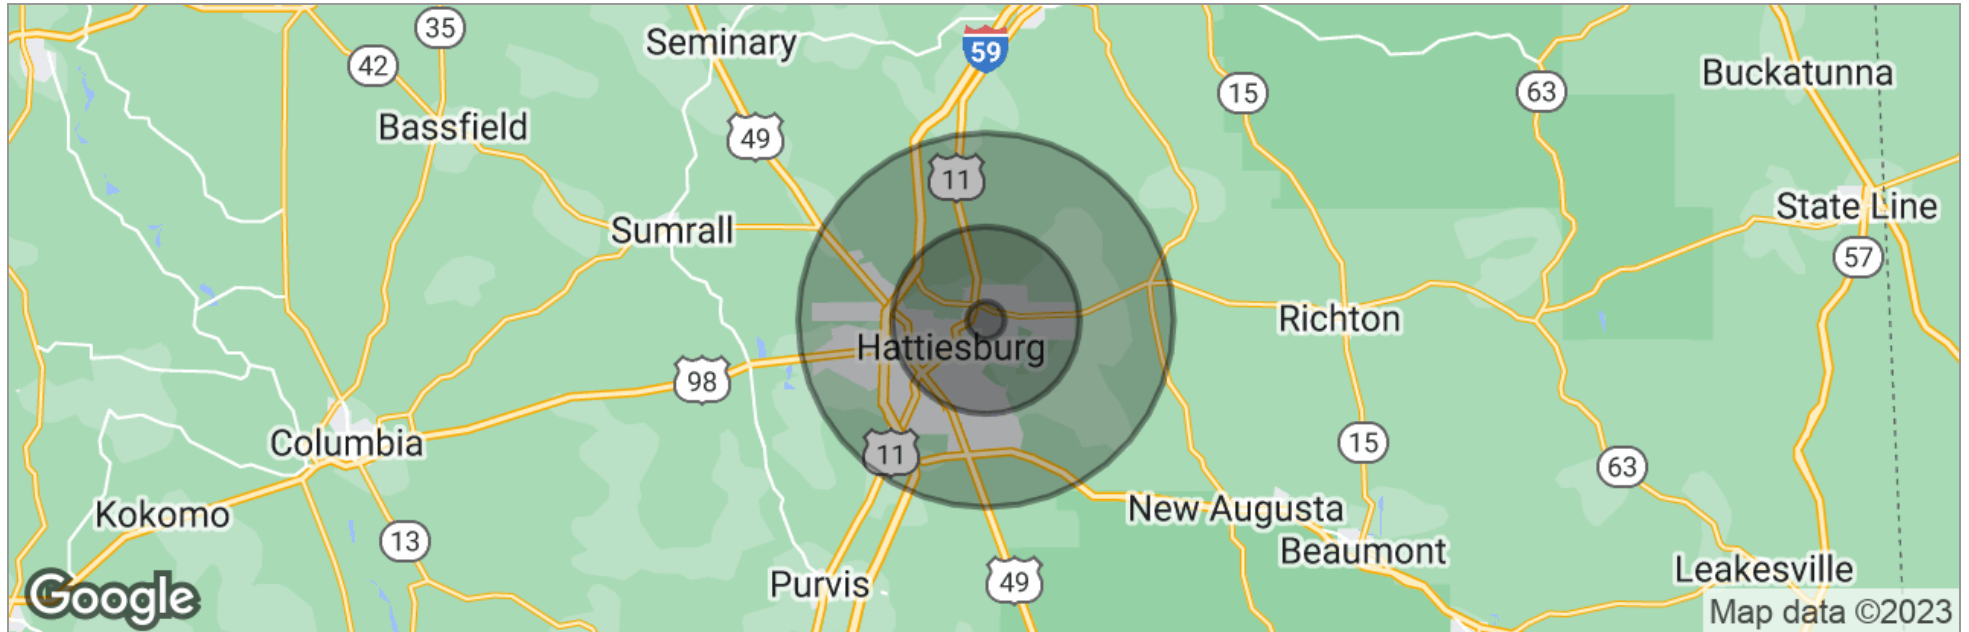 35
Seminary
59
42
Buckatunna
15
63
Bassfield
49
11
State Line
Sumrall
57
Richton
Hattiesburg
98
Columbia
15
11
63
New Augusta
Kokomo
13
Beaumont
Leakesville
Purvis
49
Google
Map data ©2023